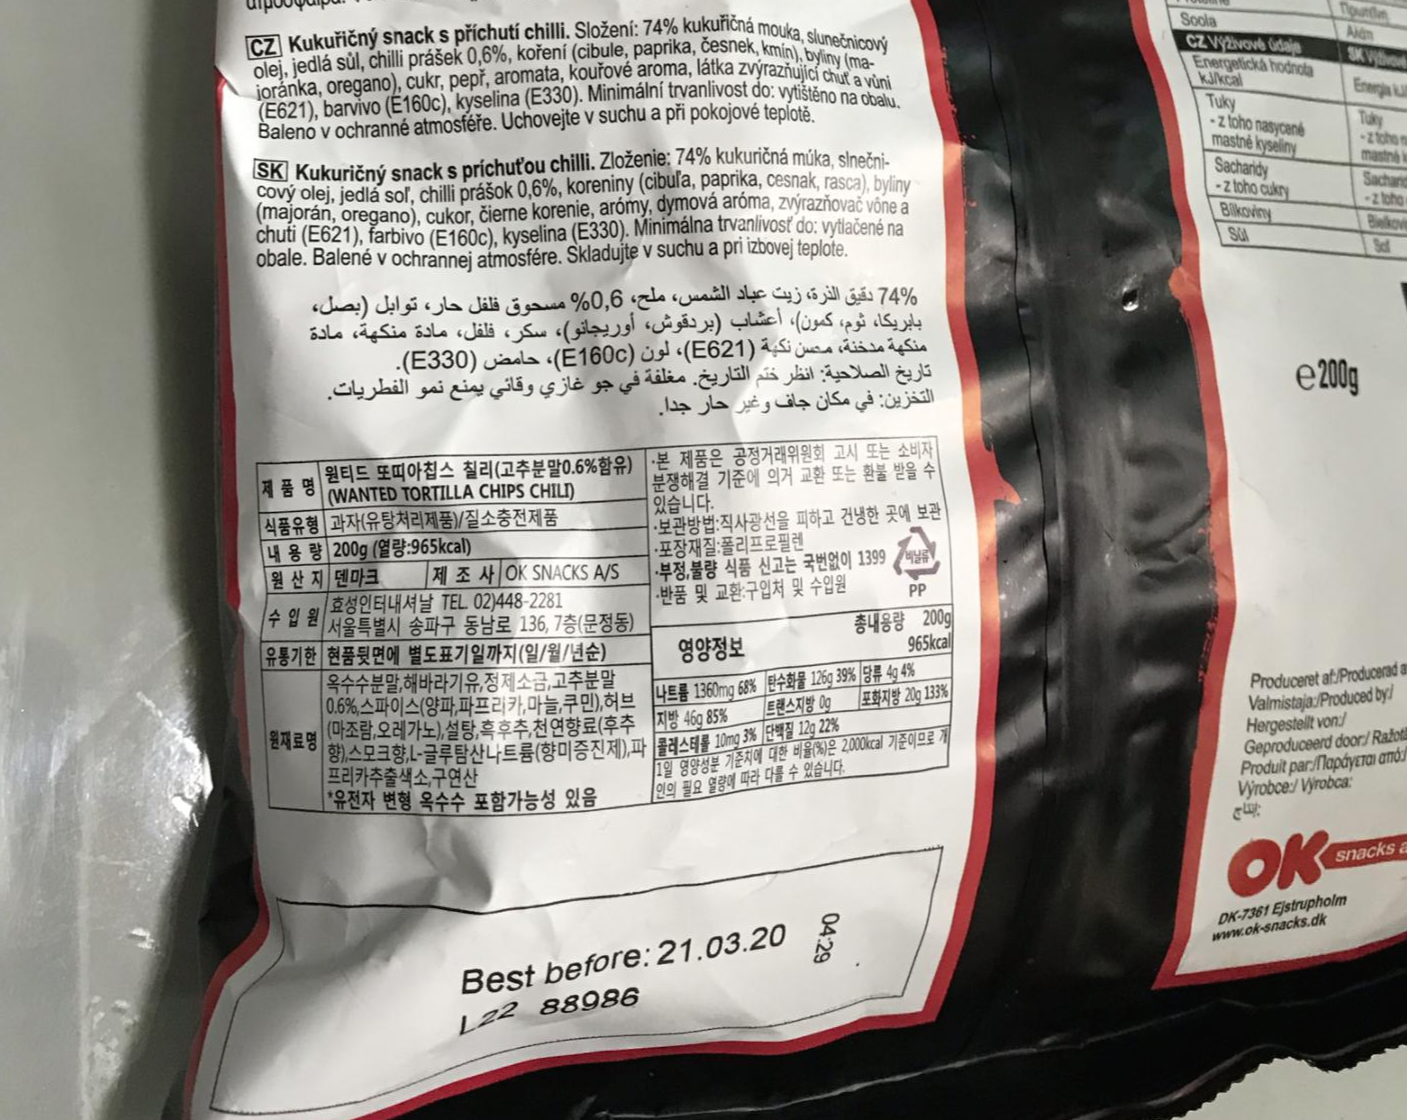 CZ Kukuřičný snack s příchutí chilli. Složení: 74% kukuřičná mouka, slunečnicový
olej, jedlá sůl, chilli prášek 0,6%, koření (cibule, paprika, česnek, kmín), byliny (ma-
joránka, oregano), cukr, pepř, aromata, kouřové aroma, látka zvýrazňující chuť a vůni
(E621), barvivo (E160c), kyselina (E330). Minimální trvanlivost do: vytištěno na obalu.
Baleno v ochranné atmosféře. Uchovejte v suchu a při pokojové teplotě.
SK Kukuričný snack s príchuťou chilli. Zloženie: 74% kukuričná múka, slnečni-
cový olej, jedlá soľ, chilli prášok 0,6%, koreniny (cibuľa, paprika, cesnak, rasca), byliny
(majorán, oregano), cukor, čierne korenie, arómy, dymová aróma, zvýrazňovač vône a
chuti (E621), farbivo (E160c), kyselina (E330). Minimálna trvanlivosť do: vytlačené na
obale. Balené v ochrannej atmosfére. Skladujte v suchu a pri izbovej teplote.
74% دقيق الذرة، زيت عباد الشمس، ملح، 0,6% مسحوق فلفل حار، توابل (بصل،
بابريكا، ثوم، كمون)، أعشاب (بردقوش، أوريجانو)، سكر، فلفل، مادة منكهة، مادة
منكهة مدخنة، محسن نكهة (E621)، لون (E160c)، حامض (E330).
تاريخ الصلاحية: انظر ختم التاريخ. مغلفة في جو غازي وقائي يمنع نمو الفطريات.
التخزين: في مكان جاف وغير حار جدا.
제 품 명 원티드 또띠아칩스 칠리(고추분말0.6%함유)
(WANTED TORTILLA CHIPS CHILI)
식품유형 과자(유탕처리제품)/질소충전제품
내 용 량 200g (열량:965kcal)
원 산 지 덴마크 제 조 사 OK SNACKS A/S
수 입 원 효성인터내셔날 TEL. 02)448-2281
서울특별시 송파구 동남로 136, 7층(문정동)
유통기한 현품뒷면에 별도표기일까지(일/월/년순)
원재료명 옥수수분말,해바라기유,정제소금,고추분말
0.6%,스파이스(양파,파프리카,마늘,쿠민),허브
(마조람,오레가노),설탕,흑후추,천연향료(후추
향),스모크향,L-글루탐산나트륨(향미증진제),파
프리카추출색소,구연산
*유전자 변형 옥수수 포함가능성 있음
·본 제품은 공정거래위원회 고시 또는 소비자
분쟁해결 기준에 의거 교환 또는 환불 받을 수
있습니다.
·보관방법:직사광선을 피하고 건냉한 곳에 보관
·포장재질:폴리프로필렌
·부정,불량 식품 신고는 국번없이 1399
·반품 및 교환:구입처 및 수입원
비닐류
PP
영양정보 총내용량 200g
965kcal
나트륨 1360mg 68% 탄수화물 126g 39% 당류 4g 4%
지방 46g 85% 트랜스지방 0g 포화지방 20g 133%
콜레스테롤 10mg 3% 단백질 12g 22%
1일 영양성분 기준치에 대한 비율(%)은 2,000kcal 기준이므로 개
인의 필요 열량에 따라 다를 수 있습니다.
Best before: 21.03.20 04:29
L22 88986
Soola
CZ Výživové údaje
Energetická hodnota
kJ/kcal
Tuky
- z toho nasycené
mastné kyseliny
Sacharidy
- z toho cukry
Bílkoviny
Sůl
Tuky
Soľ
e200g
Produceret af:/Producerad
Valmistaja:/Produced by:/
Hergestellt von:/
Geproduceerd door:/
Produit par:/Παράγεται από:/
Výrobce:/ Výrobca:
إنتاج:
OK snacks
DK-7361 Ejstrupholm
www.ok-snacks.dk